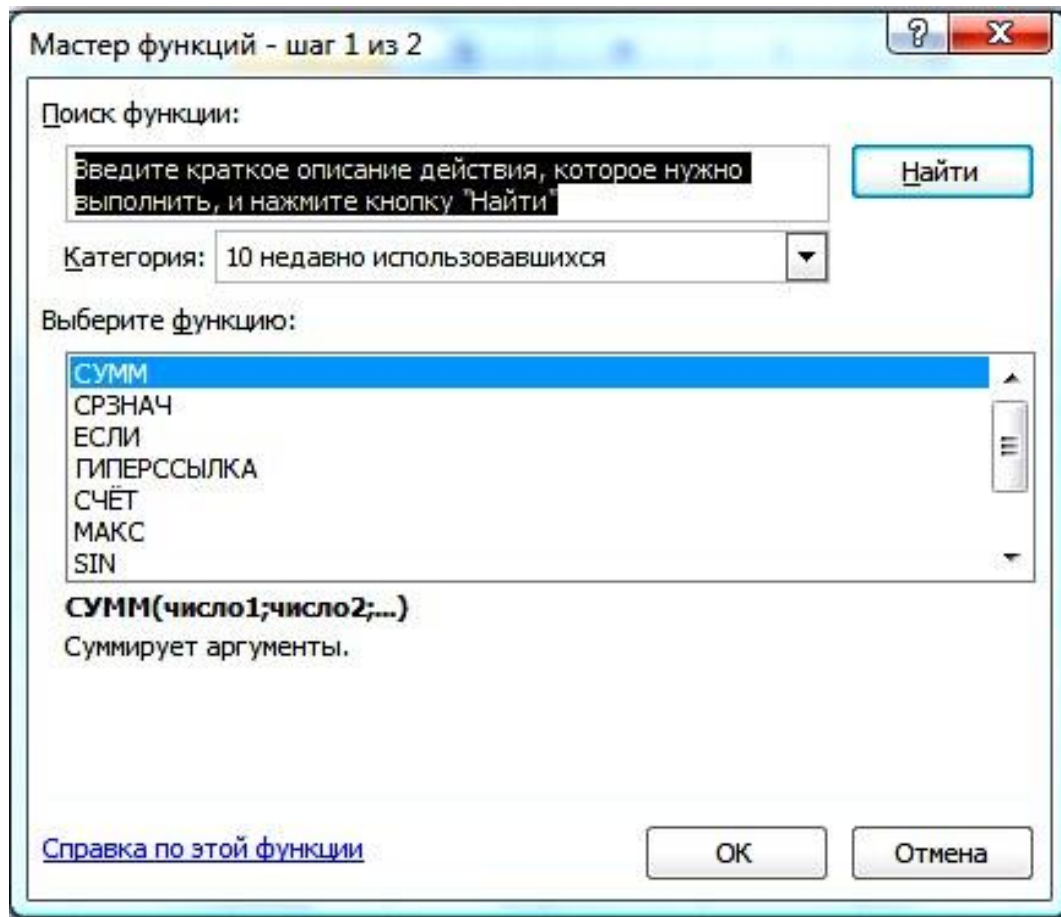 Мастер функций - шаг 1 из 2
Поиск функции:
Введите краткое описание действия, которое нужно
выполнить, и нажмите кнопку "Найти"
Найти
Категория: 10 недавно использовавшихся
Выберите функцию:
СУММ
СРЗНАЧ
ЕСЛИ
ГИПЕРССЫЛКА
СЧЁТ
МАКС
SIN
СУММ(число1;число2;...)
Суммирует аргументы.
Справка по этой функции
ОК
Отмена